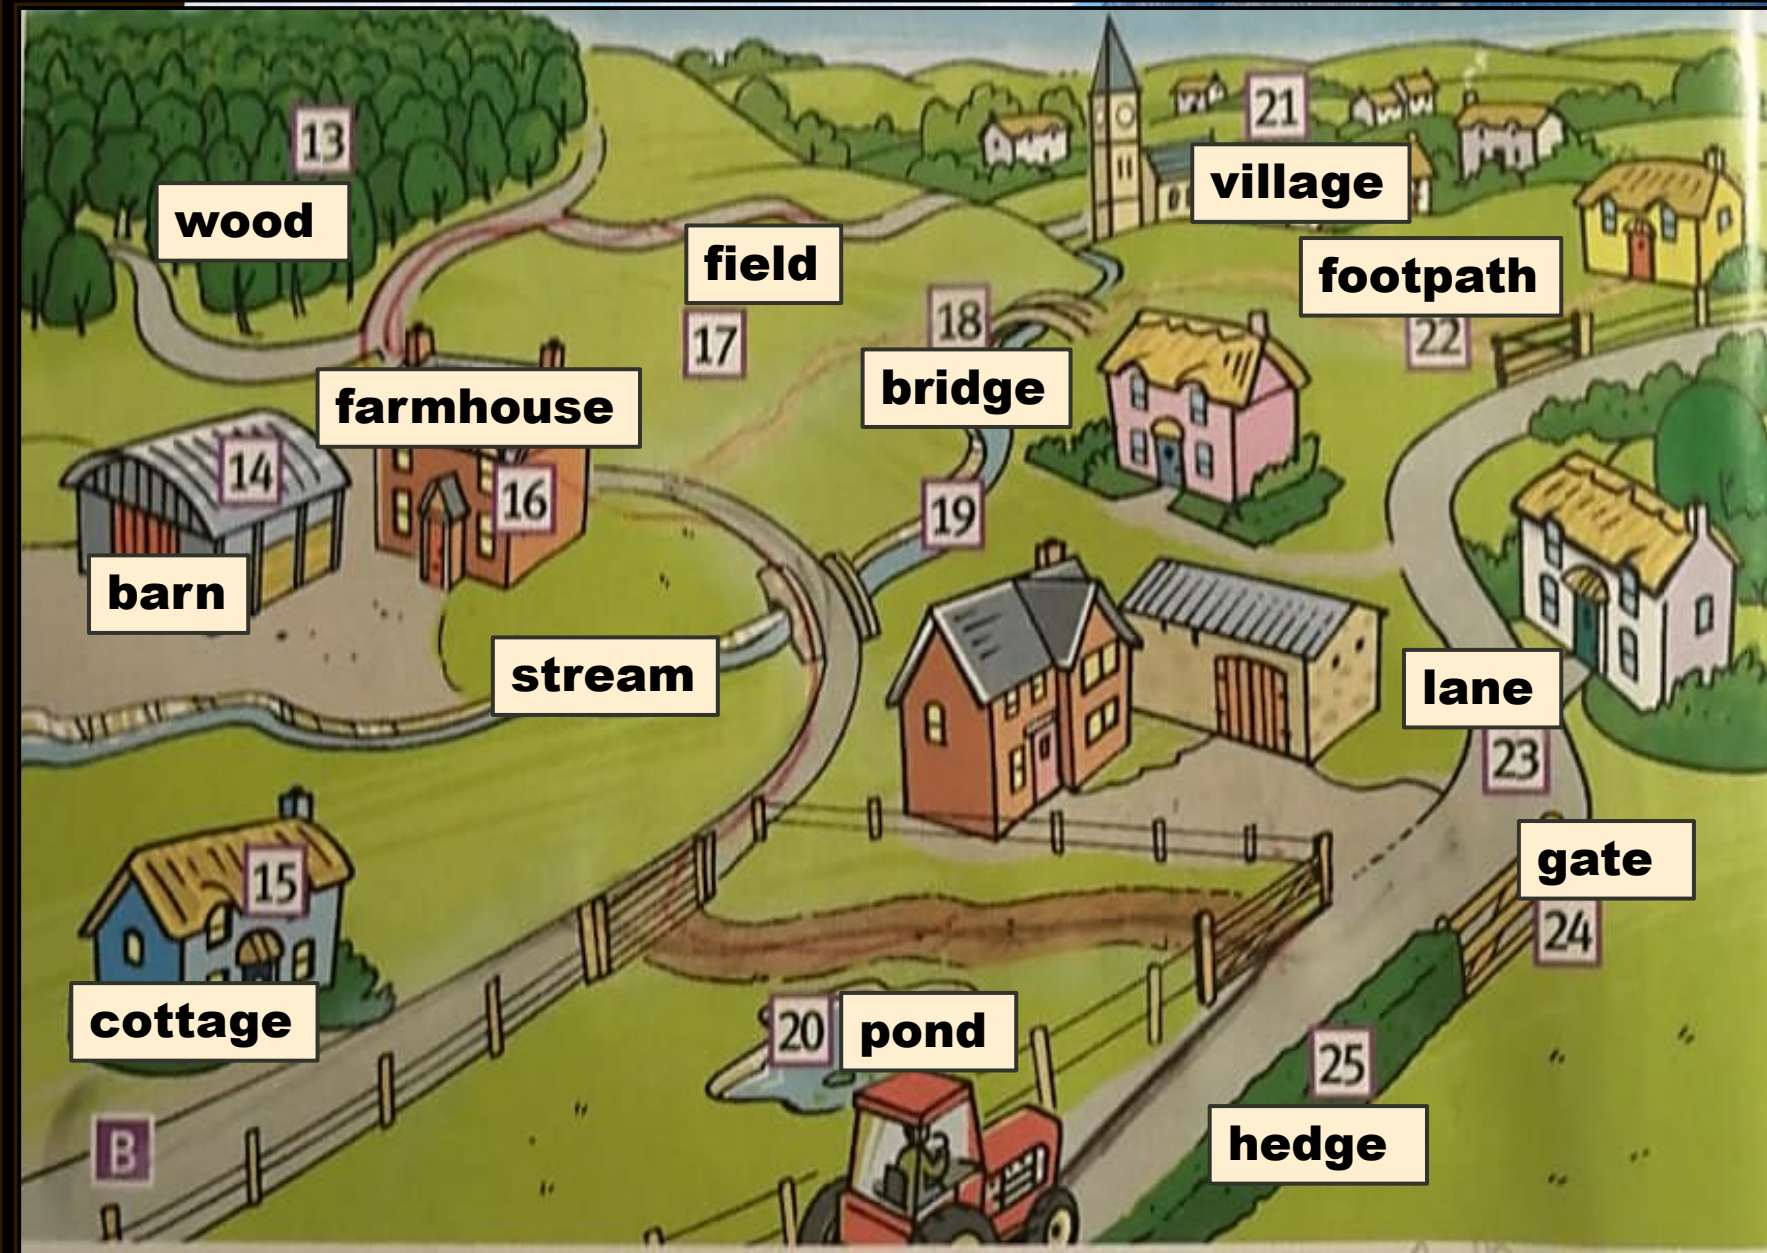 13
wood
21
village
field
footpath
17
18
22
bridge
farmhouse
14
16
19
barn
stream
lane
23
15
gate
24
cottage
20 pond
25
hedge
B